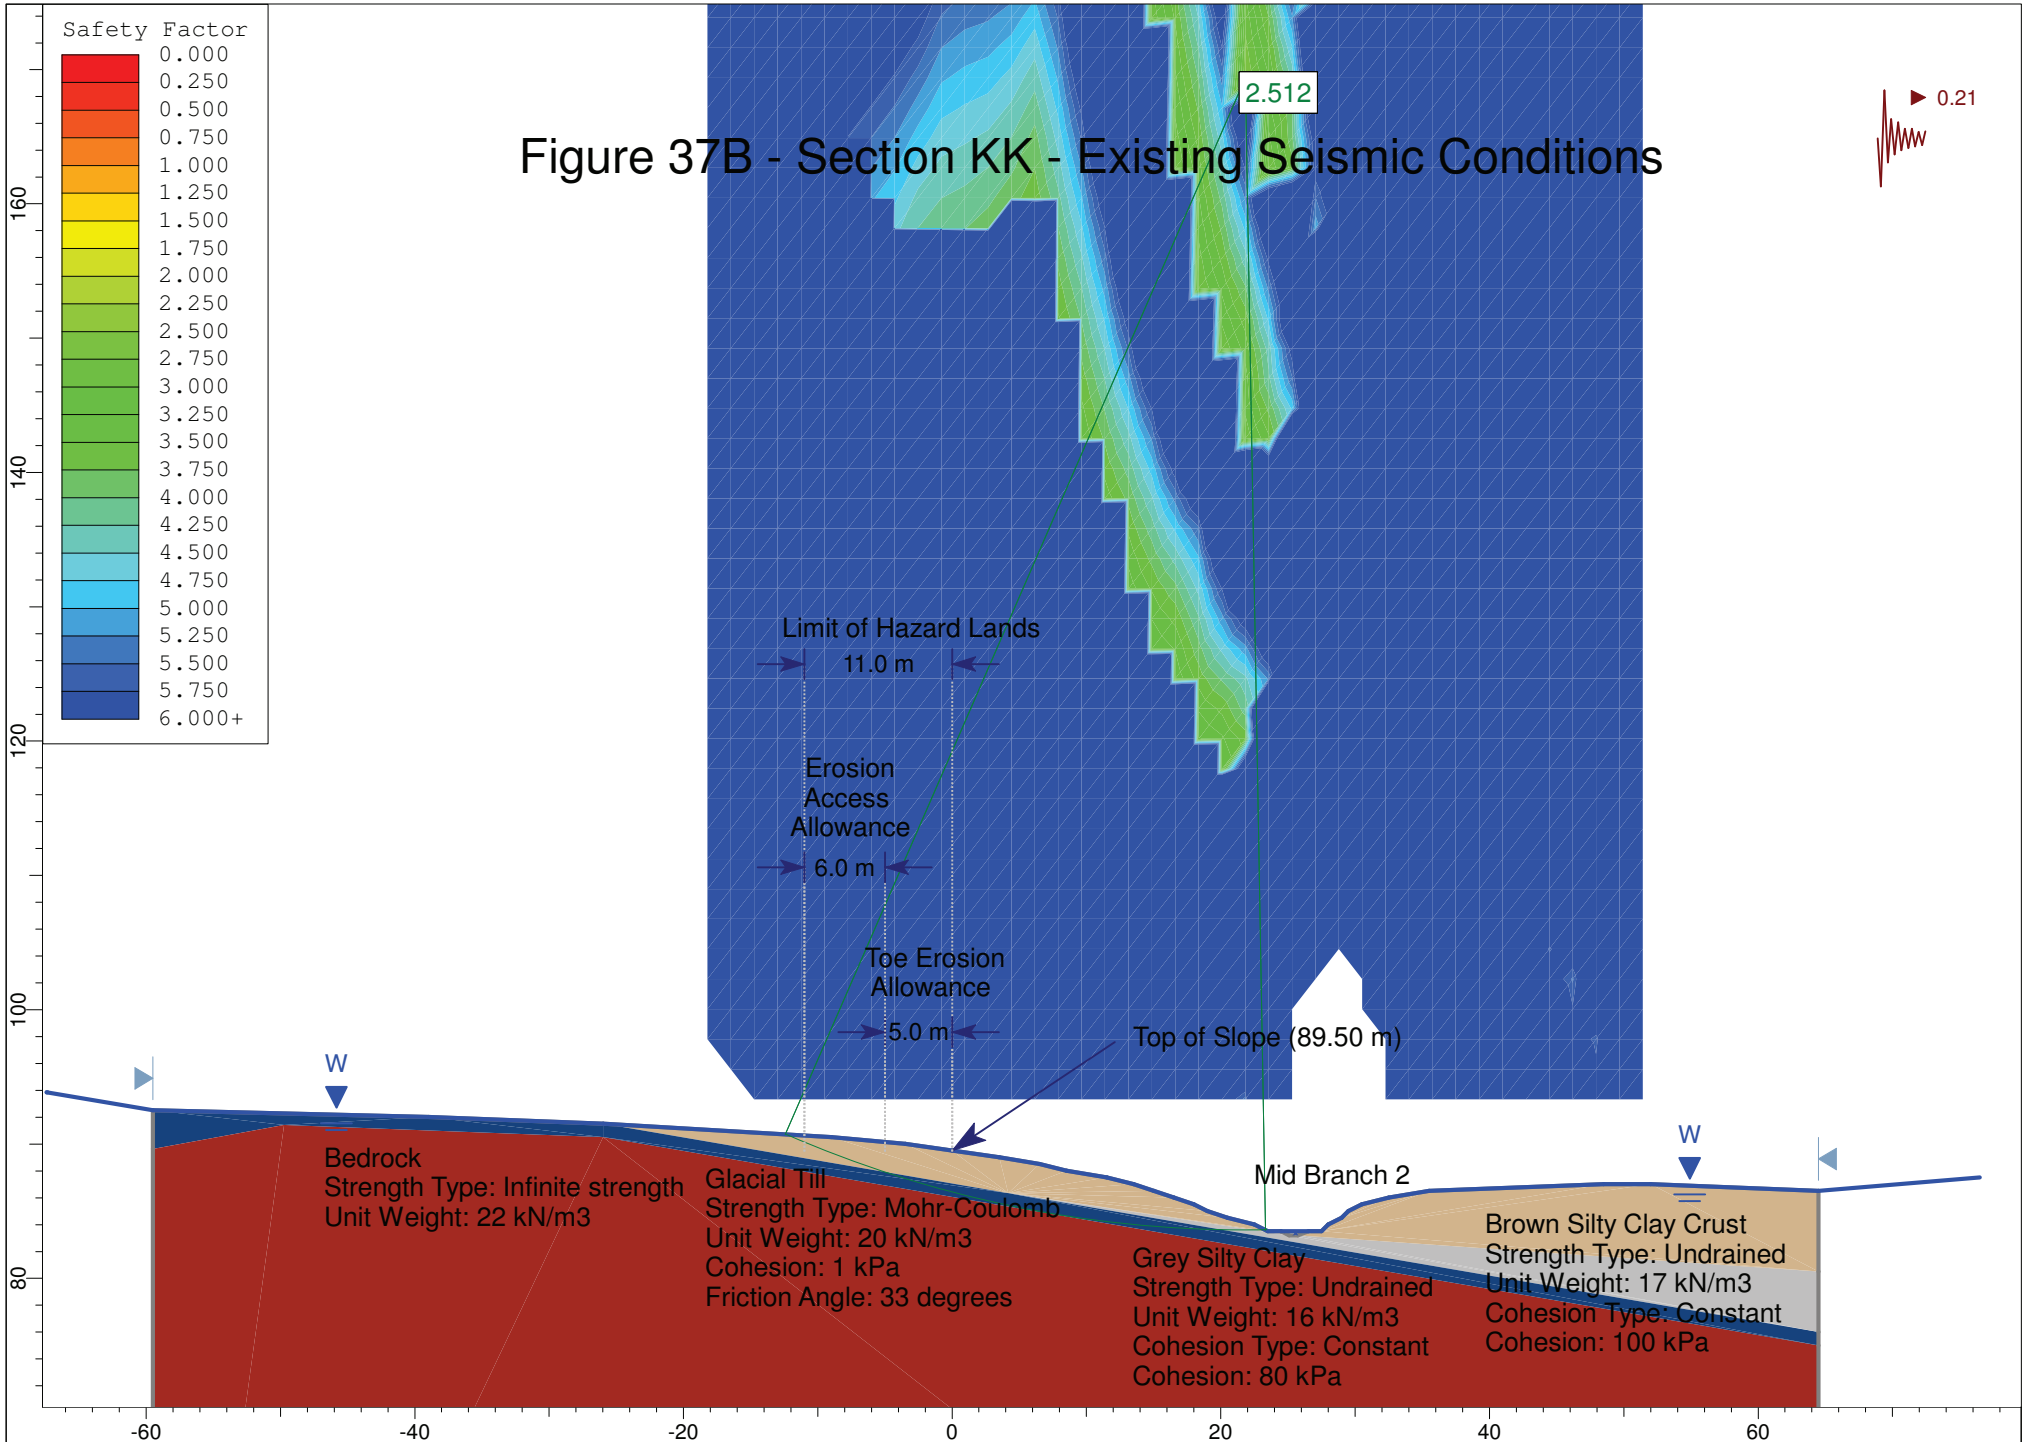 Safety Factor
0.000
0.250
0.500
0.750
1.000
1.250
1.500
1.750
2.000
2.250
2.500
2.750
3.000
3.250
3.500
3.750
4.000
4.250
4.500
4.750
5.000
5.250
5.500
5.750
6.000+
2.512
0.21
Figure 37B - Section KK - Existing Seismic Conditions
160
140
120
100
80
Limit of Hazard Lands
11.0 m
Erosion
Access
Allowance
6.0 m
Toe Erosion
Allowance
5.0 m
Top of Slope (89.50 m)
W
W
Mid Branch 2
Bedrock
Strength Type: Infinite strength
Unit Weight: 22 kN/m3
Glacial Till
Strength Type: Mohr-Coulomb
Unit Weight: 20 kN/m3
Cohesion: 1 kPa
Friction Angle: 33 degrees
Grey Silty Clay
Strength Type: Undrained
Unit Weight: 16 kN/m3
Cohesion Type: Constant
Cohesion: 80 kPa
Brown Silty Clay Crust
Strength Type: Undrained
Unit Weight: 17 kN/m3
Cohesion Type: Constant
Cohesion: 100 kPa
-60
-40
-20
0
20
40
60